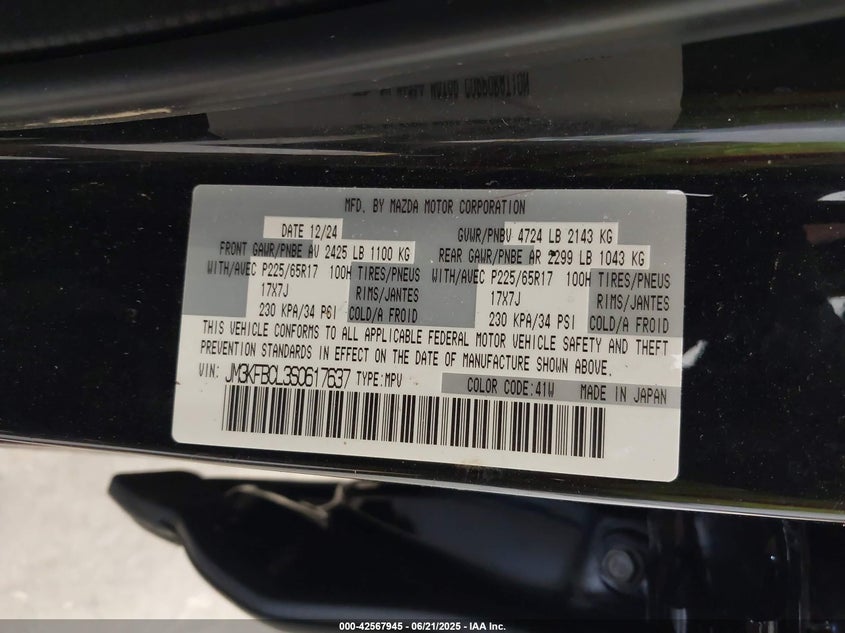 MFD. BY MAZDA MOTOR CORPORATION
DATE 12/24 GVWR/PNBV 4724 LB 2143 KG
FRONT GAWR/PNBE AV 2425 LB 1100 KG REAR GAWR/PNBE AR 2299 LB 1043 KG
WITH/AVEC P225/65R17 100H TIRES/PNEUS WITH/AVEC P225/65R17 100H TIRES/PNEUS
17X7J RIMS/JANTES 17X7J RIMS/JANTES
230 KPA/34 PSI COLD/A FROID 230 KPA/34 PSI COLD/A FROID
THIS VEHICLE CONFORMS TO ALL APPLICABLE FEDERAL MOTOR VEHICLE SAFETY AND THEFT
PREVENTION STANDARDS IN EFFECT ON THE DATE OF MANUFACTURE SHOWN ABOVE.
VIN: JM3KFBCL3S0617637 TYPE:MPV COLOR CODE:41W MADE IN JAPAN
000-42567945 - 06/21/2025 - IAA Inc.